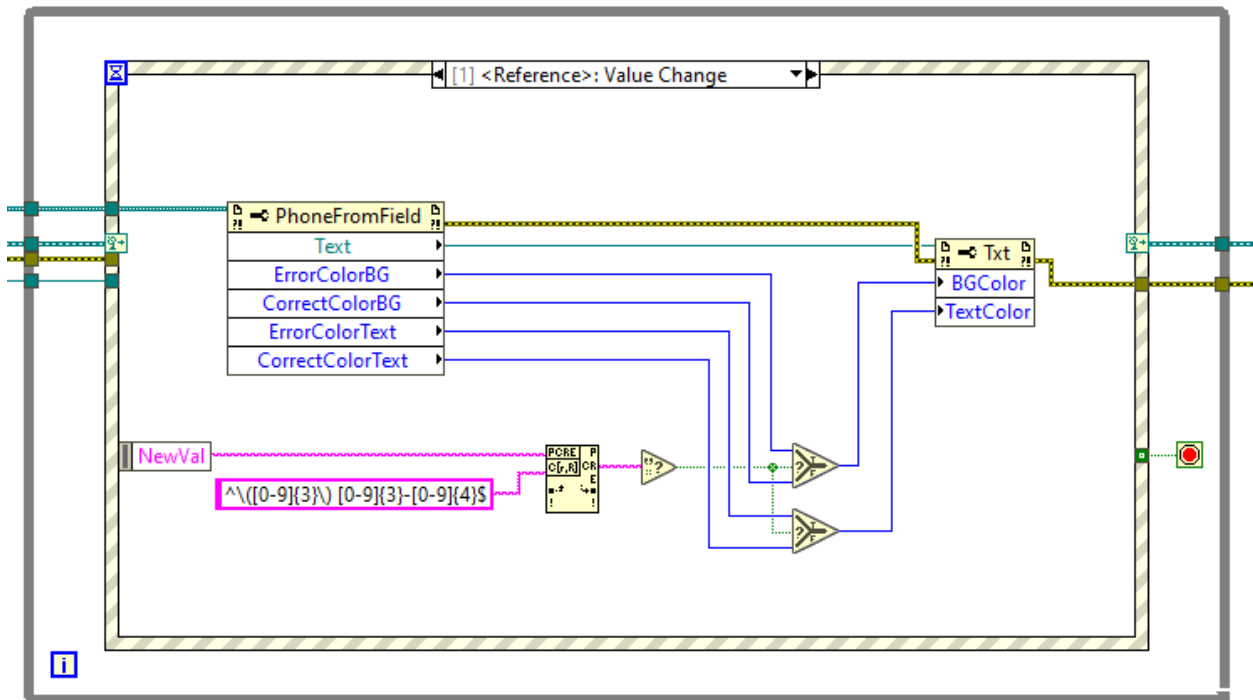 [1] <Reference>: Value Change
PhoneFromField
Text
ErrorColorBG
CorrectColorBG
ErrorColorText
CorrectColorText
Txt
BGColor
TextColor
NewVal
^\([0-9]{3}\) [0-9]{3}-[0-9]{4}$
PCRE
C[r,R]
P
CR
E
?
T
F
?
T
F
i